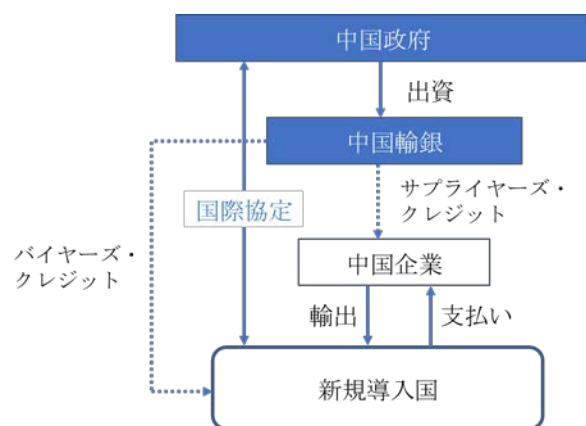 中国政府
出資
中国輸銀
サプライヤーズ・
クレジット
国際協定
バイヤーズ・
クレジット
中国企業
輸出
支払い
新規導入国